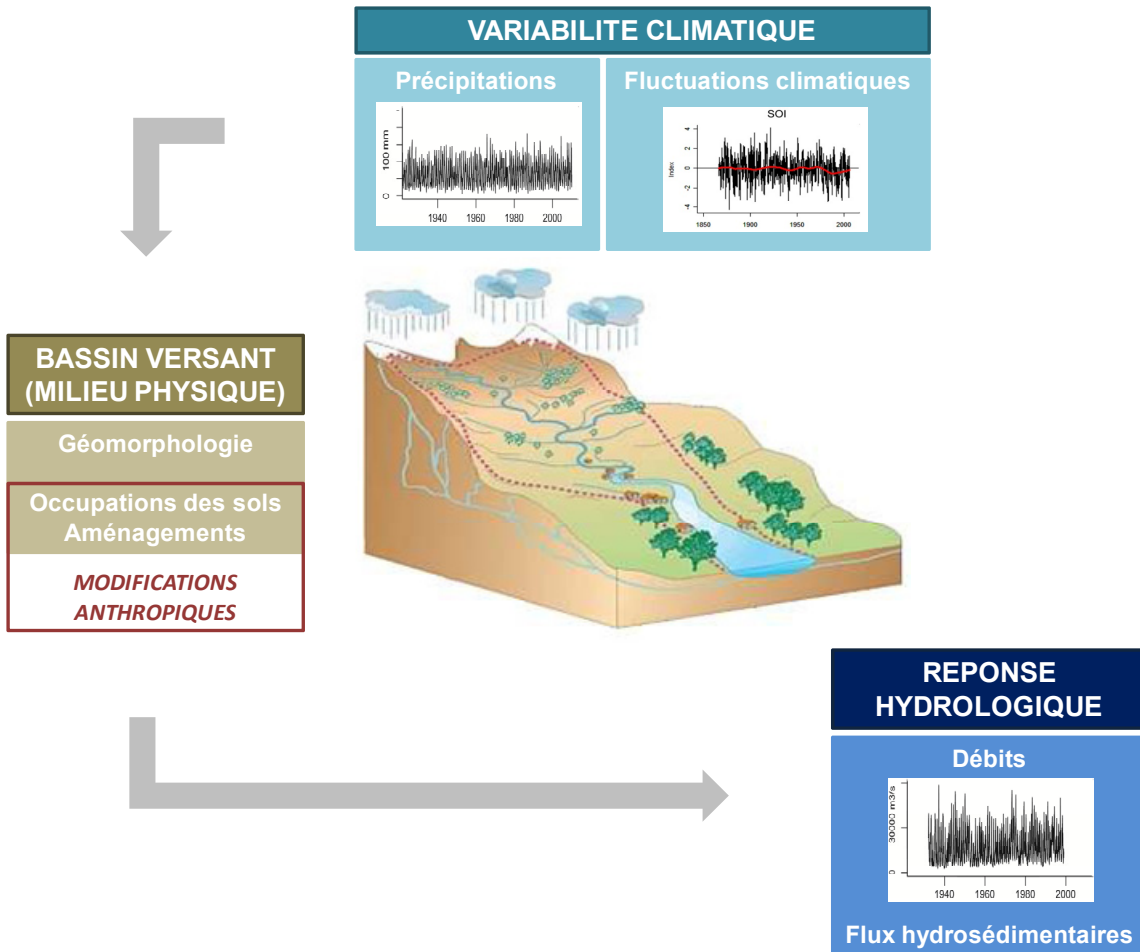 VARIABILITE CLIMATIQUE
Précipitations
Fluctuations climatiques
0 100 mm
1940 1960 1980 2000
SOI
Index
4
2
0
-2
-4
1850 1900 1950 2000
BASSIN VERSANT
(MILIEU PHYSIQUE)
Géomorphologie
Occupations des sols
Aménagements
MODIFICATIONS
ANTHROPIQUES
REPONSE
HYDROLOGIQUE
Débits
0 30000 m3/s
1940 1960 1980 2000
Flux hydrosédimentaires